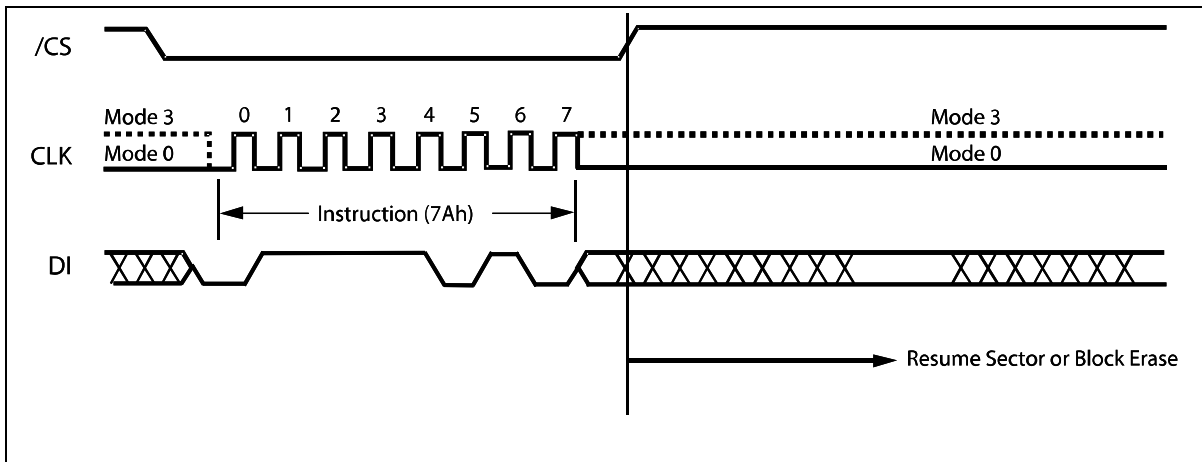 /CS
Mode 3 0 1 2 3 4 5 6 7 Mode 3
CLK Mode 0 Mode 0
Instruction (7Ah)
DI
Resume Sector or Block Erase